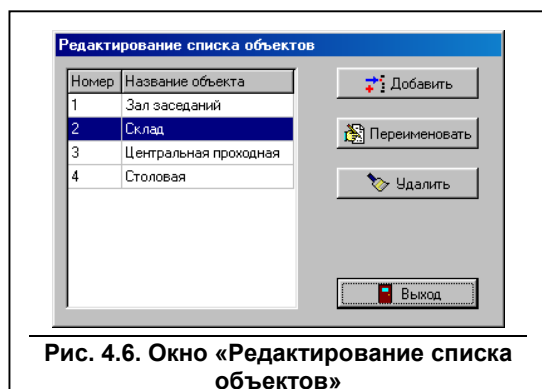 Редактирование списка объектов
Номер Название объекта
1 Зал заседаний
2 Склад
3 Центральная проходная
4 Столовая
Добавить
Переименовать
Удалить
Выход
Рис. 4.6. Окно «Редактирование списка
объектов»